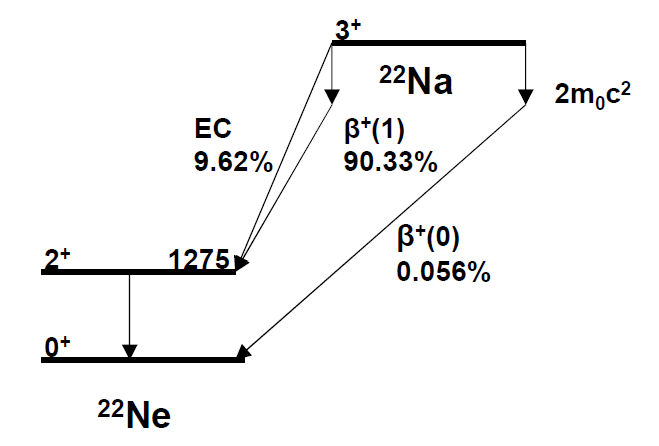 3⁺
²²Na
2m₀c²
EC
9.62%
β⁺(1)
90.33%
β⁺(0)
0.056%
2⁺ 1275
0⁺
²²Ne